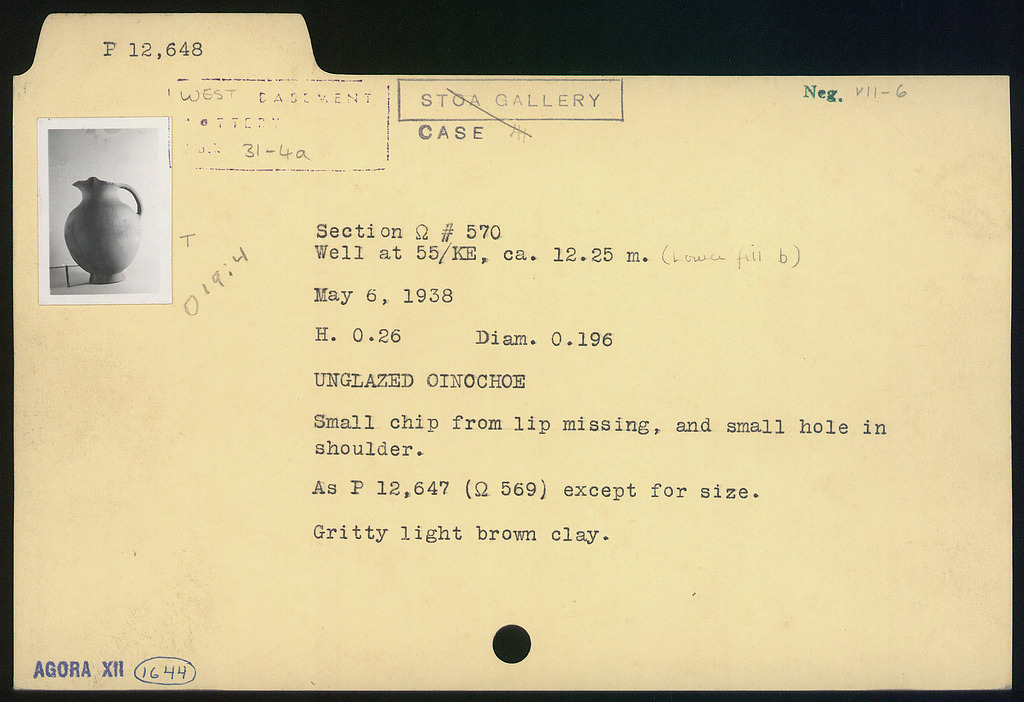 P 12,648
WEST BASEMENT
POTTERY
31-4a
STOA GALLERY
CASE
Neg. VII-6
T
O 19:4
Section Ω # 570
Well at 55/KE, ca. 12.25 m. (Lower fill b)
May 6, 1938
H. 0.26 Diam. 0.196
UNGLAZED OINOCHOE
Small chip from lip missing, and small hole in
shoulder.
As P 12,647 (Ω 569) except for size.
Gritty light brown clay.
AGORA XII 1644